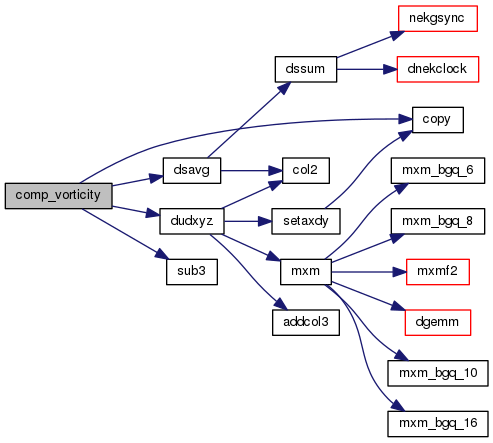 nekgsync
dssum
dnekclock
copy
dsavg
col2
mxm_bgq_6
comp_vorticity
dudxyz
setaxdy
mxm_bgq_8
sub3
mxm
mxmf2
addcol3
dgemm
mxm_bgq_10
mxm_bgq_16